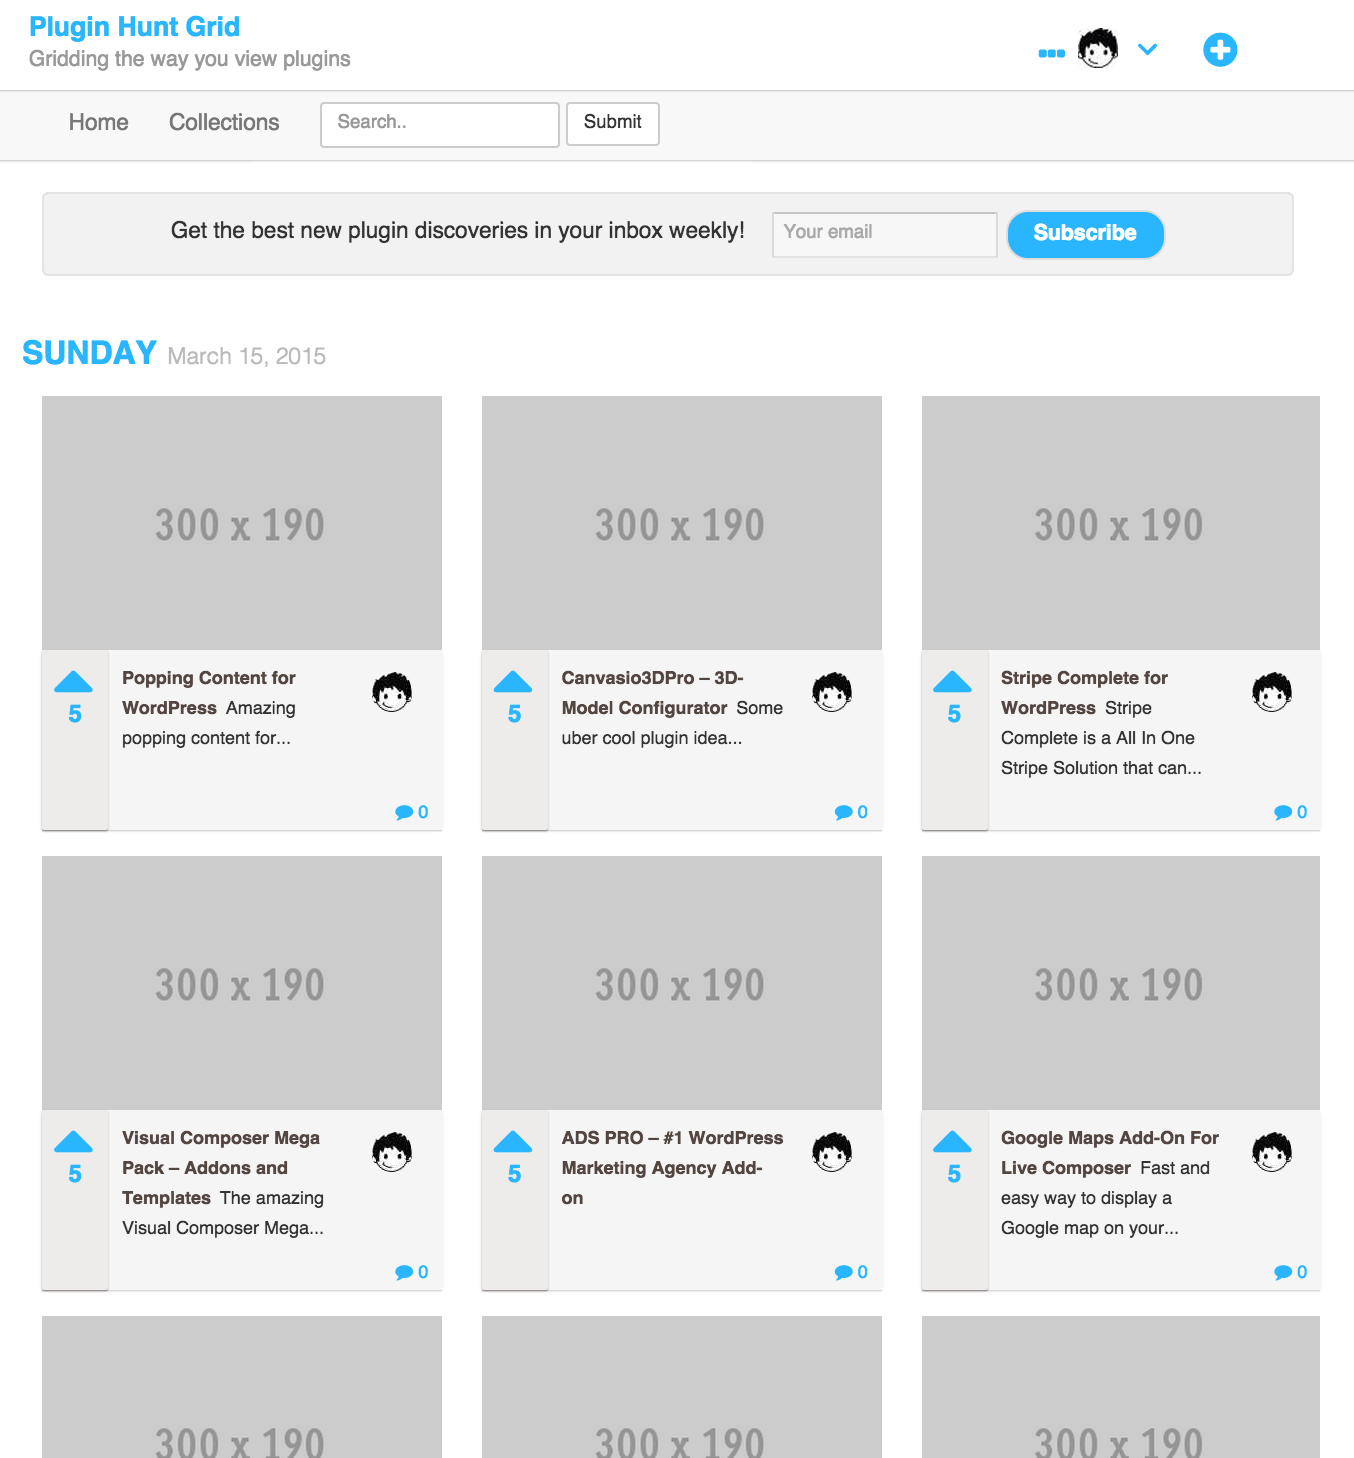 Plugin Hunt Grid
Gridding the way you view plugins
Home Collections Search.. Submit
Get the best new plugin discoveries in your inbox weekly! Your email Subscribe
SUNDAY March 15, 2015
300 x 190
300 x 190
300 x 190
5
Popping Content for
WordPress Amazing
popping content for...
0
5
Canvasio3DPro – 3D-
Model Configurator Some
uber cool plugin idea...
0
5
Stripe Complete for
WordPress Stripe
Complete is a All In One
Stripe Solution that can...
0
300 x 190
300 x 190
300 x 190
5
Visual Composer Mega
Pack – Addons and
Templates The amazing
Visual Composer Mega...
0
5
ADS PRO – #1 WordPress
Marketing Agency Add-
on
0
5
Google Maps Add-On For
Live Composer Fast and
easy way to display a
Google map on your...
0
300 x 190
300 x 190
300 x 190